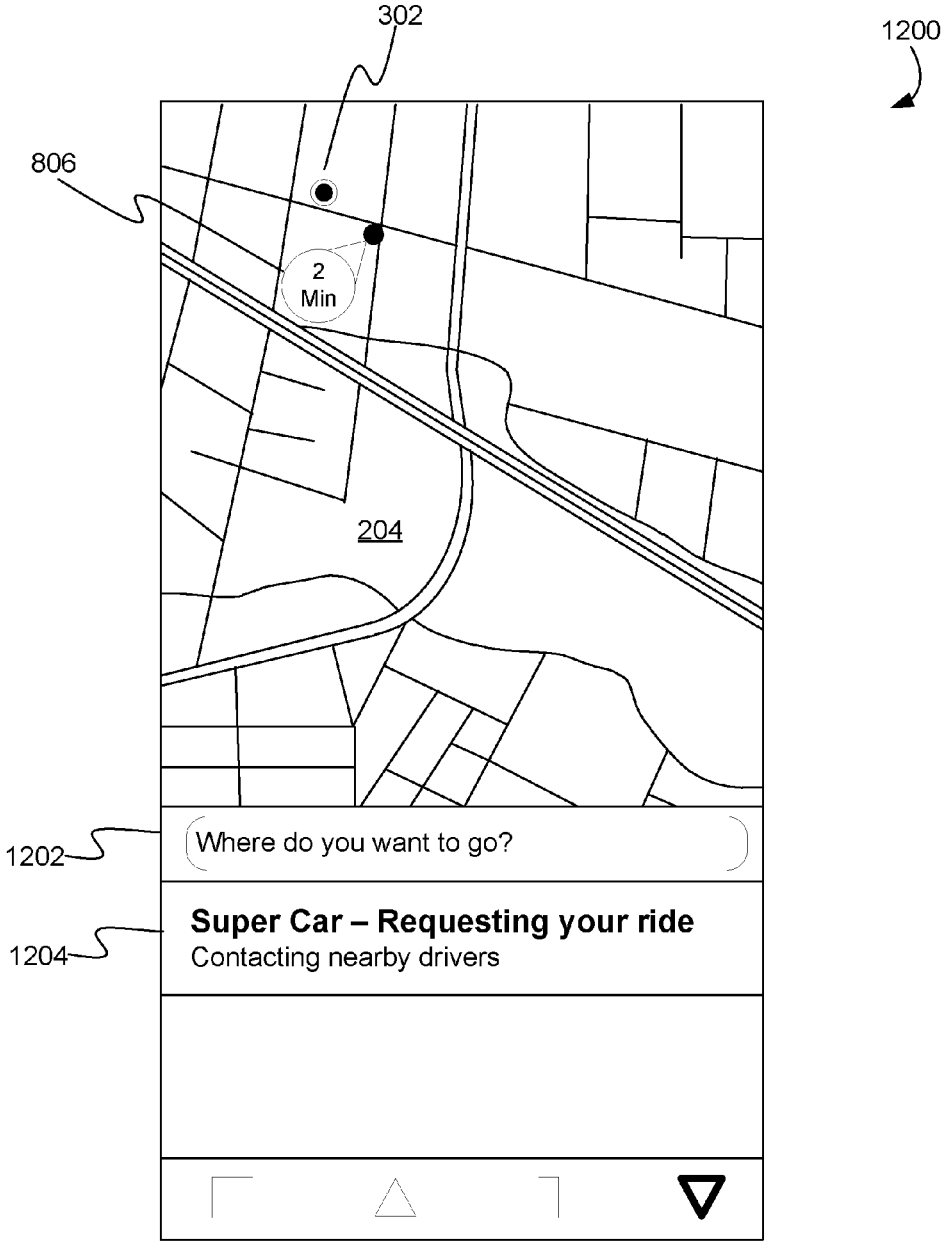 302
1200
806
2
Min
204
1202
Where do you want to go?
Super Car – Requesting your ride
1204
Contacting nearby drivers